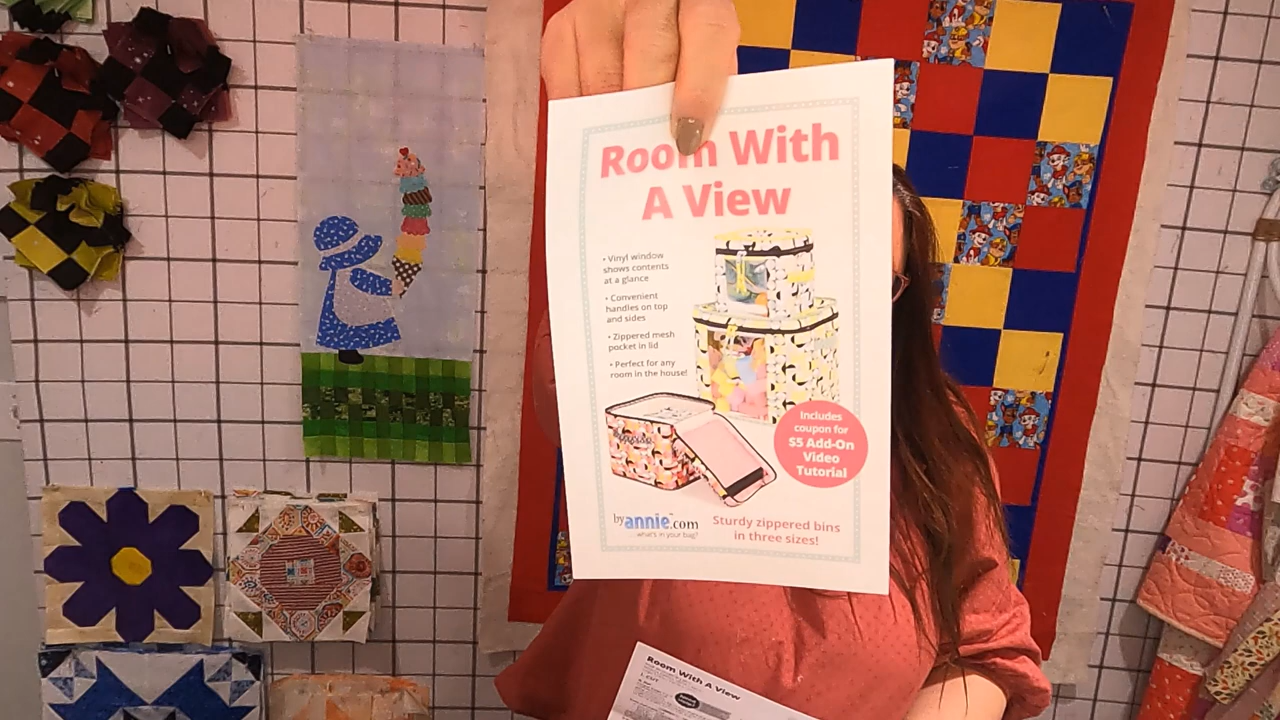 Room With
A View
• Vinyl window
shows contents
at a glance
• Convenient
handles on top
and sides
• Zippered mesh
pocket in lid
• Perfect for any
room in the house!
Includes
coupon for
$5 Add-On
Video
Tutorial
byannie.com
...what's in your bag?
Sturdy zippered bins
in three sizes!
Room With A View